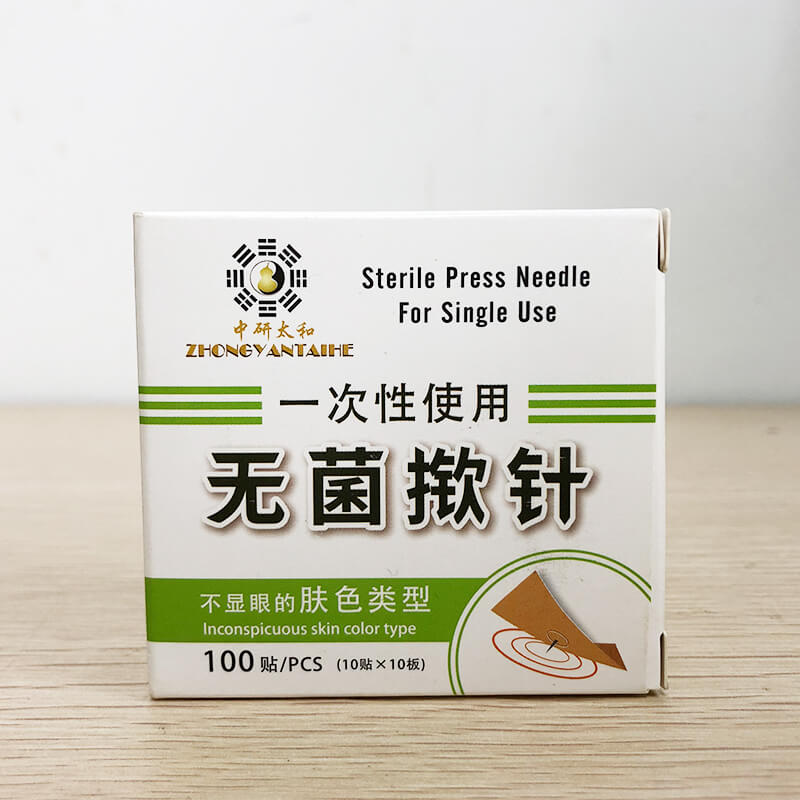 中研太和
ZHONGYANTAIHE
Sterile Press Needle
For Single Use
一次性使用
无菌揿针
不显眼的肤色类型
Inconspicuous skin color type
100贴/PCS (10贴×10板)